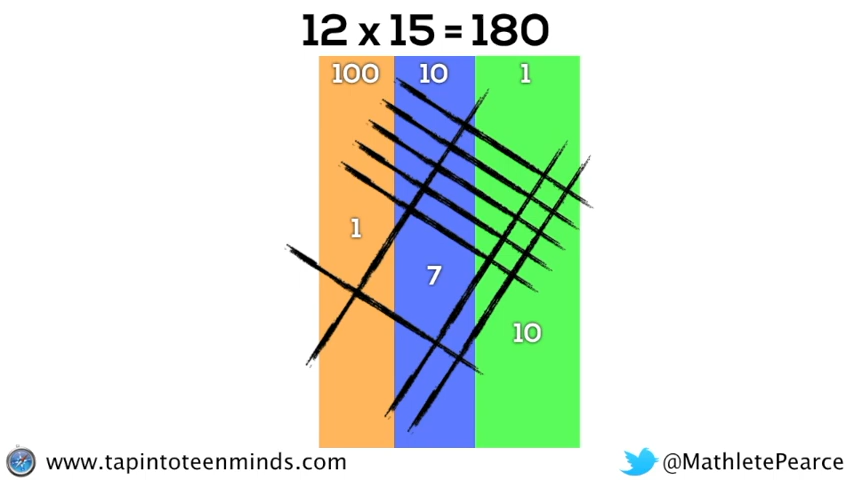 12 x 15 = 180
100 10 1
1
7
10
www.tapintoteenminds.com @MathletePearce